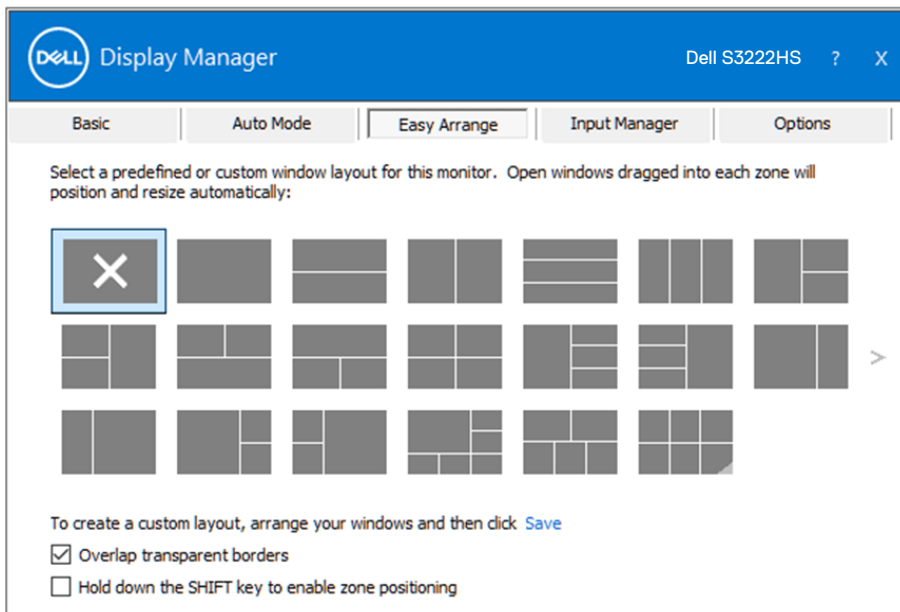 DELL Display Manager Dell S3222HS ? X
Basic Auto Mode Easy Arrange Input Manager Options
Select a predefined or custom window layout for this monitor. Open windows dragged into each zone will
position and resize automatically:
>
To create a custom layout, arrange your windows and then click Save
Overlap transparent borders
Hold down the SHIFT key to enable zone positioning